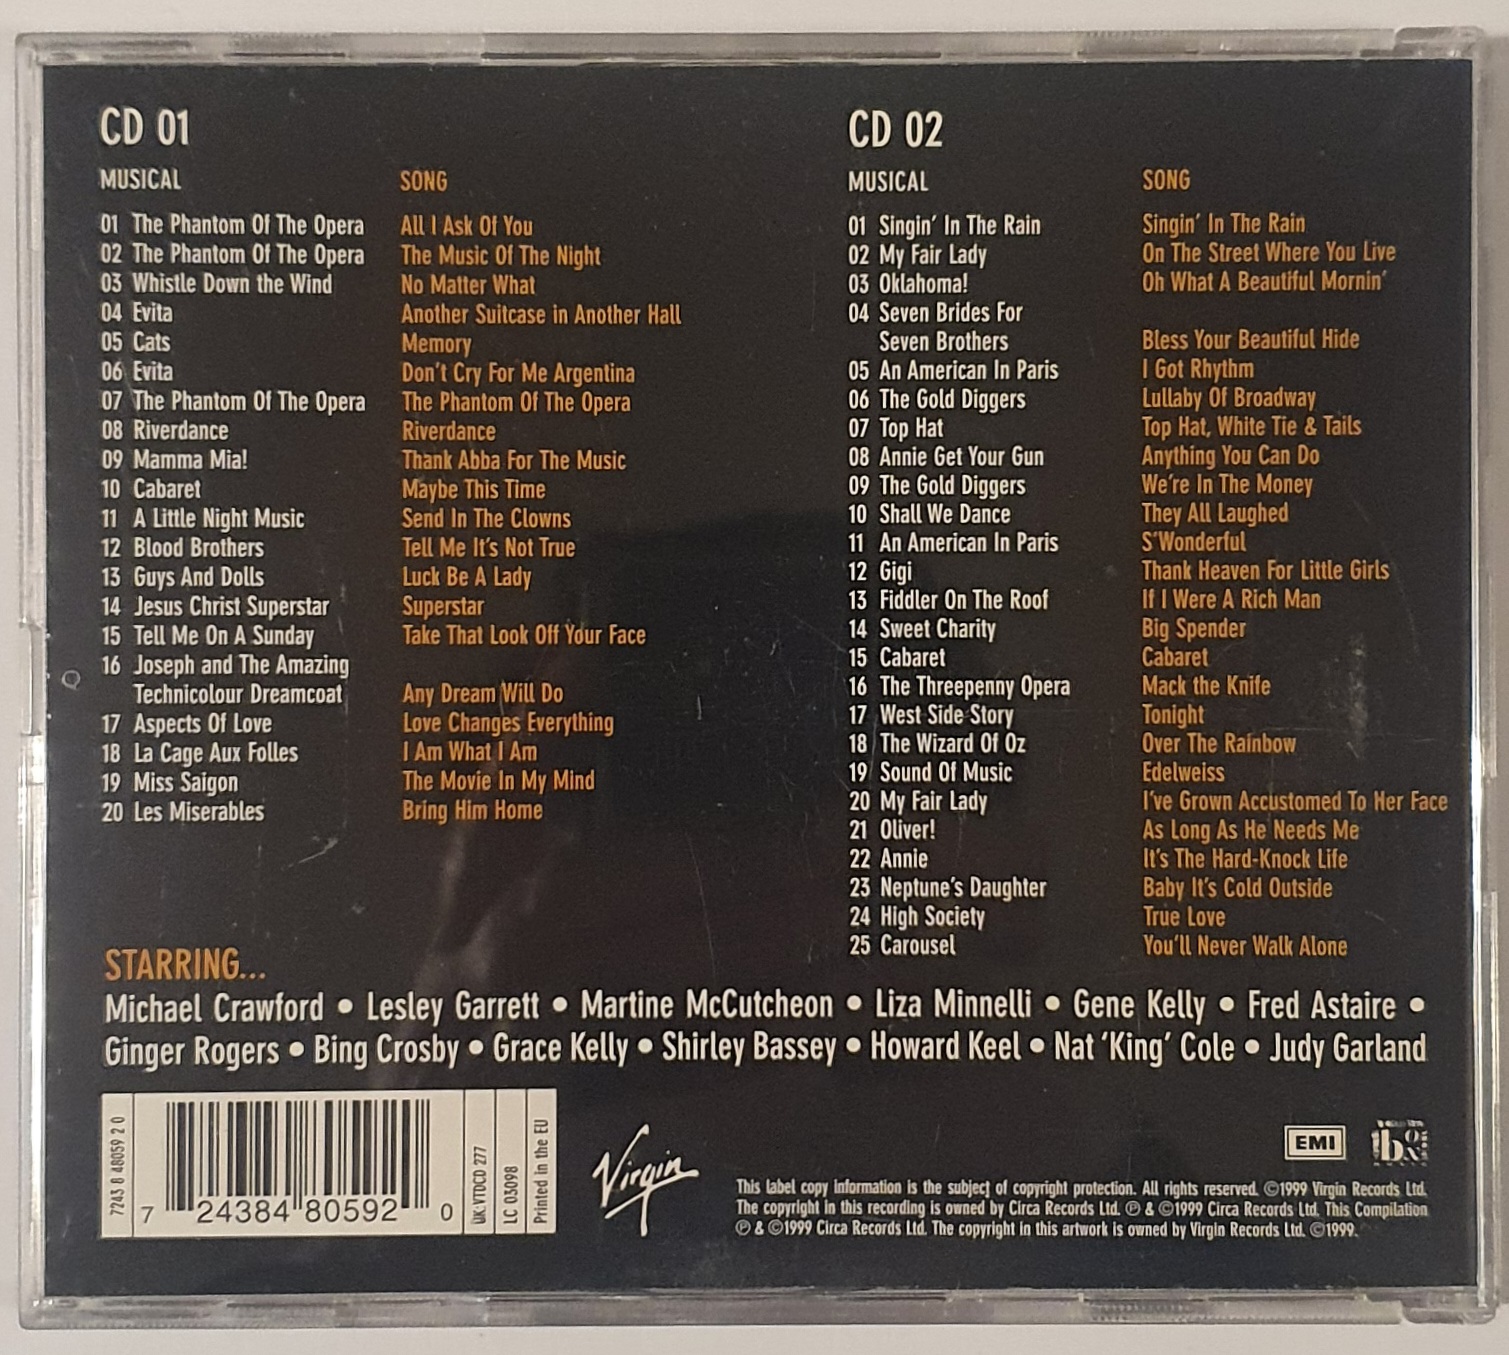 CD 01
MUSICAL SONG
01 The Phantom Of The Opera All I Ask Of You
02 The Phantom Of The Opera The Music Of The Night
03 Whistle Down the Wind No Matter What
04 Evita Another Suitcase in Another Hall
05 Cats Memory
06 Evita Don't Cry For Me Argentina
07 The Phantom Of The Opera The Phantom Of The Opera
08 Riverdance Riverdance
09 Mamma Mia! Thank Abba For The Music
10 Cabaret Maybe This Time
11 A Little Night Music Send In The Clowns
12 Blood Brothers Tell Me It's Not True
13 Guys And Dolls Luck Be A Lady
14 Jesus Christ Superstar Superstar
15 Tell Me On A Sunday Take That Look Off Your Face
16 Joseph and The Amazing
Technicolour Dreamcoat Any Dream Will Do
17 Aspects Of Love Love Changes Everything
18 La Cage Aux Folles I Am What I Am
19 Miss Saigon The Movie In My Mind
20 Les Miserables Bring Him Home
CD 02
MUSICAL SONG
01 Singin' In The Rain Singin' In The Rain
02 My Fair Lady On The Street Where You Live
03 Oklahoma! Oh What A Beautiful Mornin'
04 Seven Brides For
Seven Brothers Bless Your Beautiful Hide
05 An American In Paris I Got Rhythm
06 The Gold Diggers Lullaby Of Broadway
07 Top Hat Top Hat, White Tie & Tails
08 Annie Get Your Gun Anything You Can Do
09 The Gold Diggers We're In The Money
10 Shall We Dance They All Laughed
11 An American In Paris S'Wonderful
12 Gigi Thank Heaven For Little Girls
13 Fiddler On The Roof If I Were A Rich Man
14 Sweet Charity Big Spender
15 Cabaret Cabaret
16 The Threepenny Opera Mack the Knife
17 West Side Story Tonight
18 The Wizard Of Oz Over The Rainbow
19 Sound Of Music Edelweiss
20 My Fair Lady I've Grown Accustomed To Her Face
21 Oliver! As Long As He Needs Me
22 Annie It's The Hard-Knock Life
23 Neptune's Daughter Baby It's Cold Outside
24 High Society True Love
25 Carousel You'll Never Walk Alone
STARRING...
Michael Crawford • Lesley Garrett • Martine McCutcheon • Liza Minnelli • Gene Kelly • Fred Astaire •
Ginger Rogers • Bing Crosby • Grace Kelly • Shirley Bassey • Howard Keel • Nat 'King' Cole • Judy Garland
7243 8 48059 2 0
7 24384 80592 0
UK: VTDCD 277
LC 03098
Printed in the EU
Virgin
EMI
This label copy information is the subject of copyright protection. All rights reserved. ©1999 Virgin Records Ltd.
The copyright in this recording is owned by Circa Records Ltd. ℗ & ©1999 Circa Records Ltd. This Compilation
℗ & ©1999 Circa Records Ltd. The copyright in this artwork is owned by Virgin Records Ltd. ©1999.